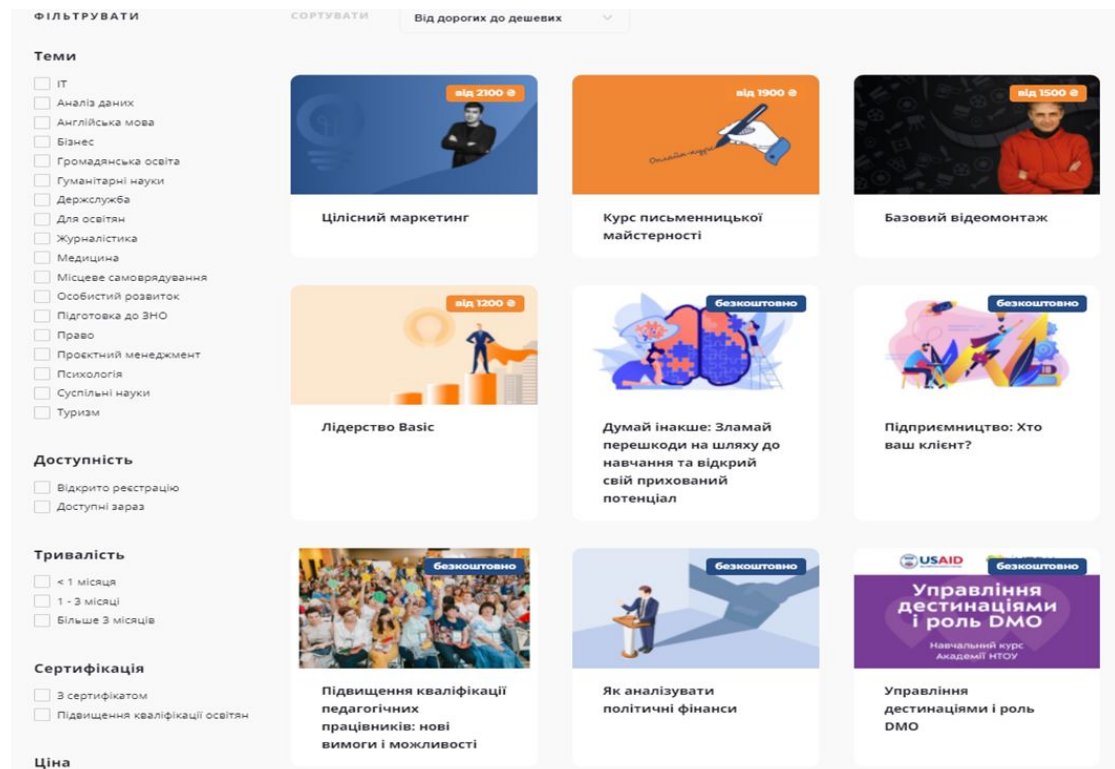 ФІЛЬТРУВАТИ
СОРТУВАТИ
Від дорогих до дешевих
Теми
ІТ
Аналіз даних
Англійська мова
Бізнес
Громадянська освіта
Гуманітарні науки
Держслужба
Для освітян
Журналістика
Медицина
Місцеве самоврядування
Особистий розвиток
Підготовка до ЗНО
Право
Проєктний менеджмент
Психологія
Суспільні науки
Туризм
Доступність
Відкрито реєстрацію
Доступні зараз
Тривалість
< 1 місяця
1 - 3 місяці
Більше 3 місяців
Сертифікація
З сертифікатом
Підвищення кваліфікації освітян
Ціна
від 2100 ₴
Цілісний маркетинг
від 1900 ₴
Онлайн-курс
Курс письменницької
майстерності
від 1500 ₴
Базовий відеомонтаж
від 1200 ₴
Лідерство Basic
безкоштовно
Думай інакше: Зламай
перешкоди на шляху до
навчання та відкрий
свій прихований
потенціал
безкоштовно
Підприємництво: Хто
ваш клієнт?
безкоштовно
Підвищення кваліфікації
педагогічних
працівників: нові
вимоги і можливості
безкоштовно
Як аналізувати
політичні фінанси
USAID
безкоштовно
Управління
дестинаціями
і роль DMO
Навчальний курс
Академії НТОУ
Управління
дестинаціями і роль
DMO